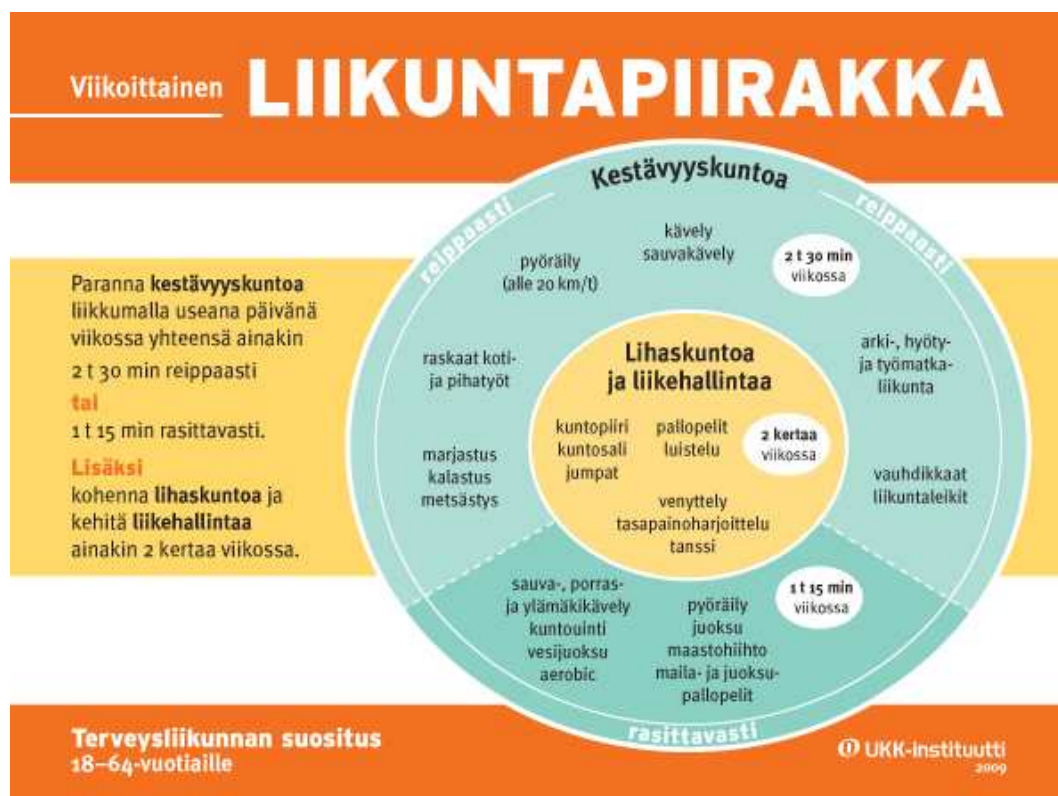 Viikoittainen LIIKUNTAPIIRAKKA
Paranna kestävyyskuntoa
liikkumalla useana päivänä
viikossa yhteensä ainakin
2 t 30 min reippaasti
tai
1 t 15 min rasittavasti.
Lisäksi
kohenna lihaskuntoa ja
kehitä liikehallintaa
ainakin 2 kertaa viikossa.
Kestävyyskuntoa
reippaasti
reippaasti
kävely
sauvakävely
2 t 30 min
viikossa
pyöräily
(alle 20 km/t)
raskaat koti-
ja pihatyöt
arki-, hyöty-
ja työmatka-
liikunta
marjastus
kalastus
metsästys
vauhdikkaat
liikuntaleikit
Lihaskuntoa
ja liikehallintaa
kuntopiiri
kuntosali
jumpat
pallopelit
luistelu
2 kertaa
viikossa
venyttely
tasapainoharjoittelu
tanssi
sauva-, porras-
ja ylämäkikävely
kuntouinti
vesijuoksu
aerobic
pyöräily
juoksu
maastohiihto
maila- ja juoksu-
pallopelit
1 t 15 min
viikossa
rasittavasti
Terveysliikunnan suositus
18–64-vuotiaille
UKK-instituutti
2009